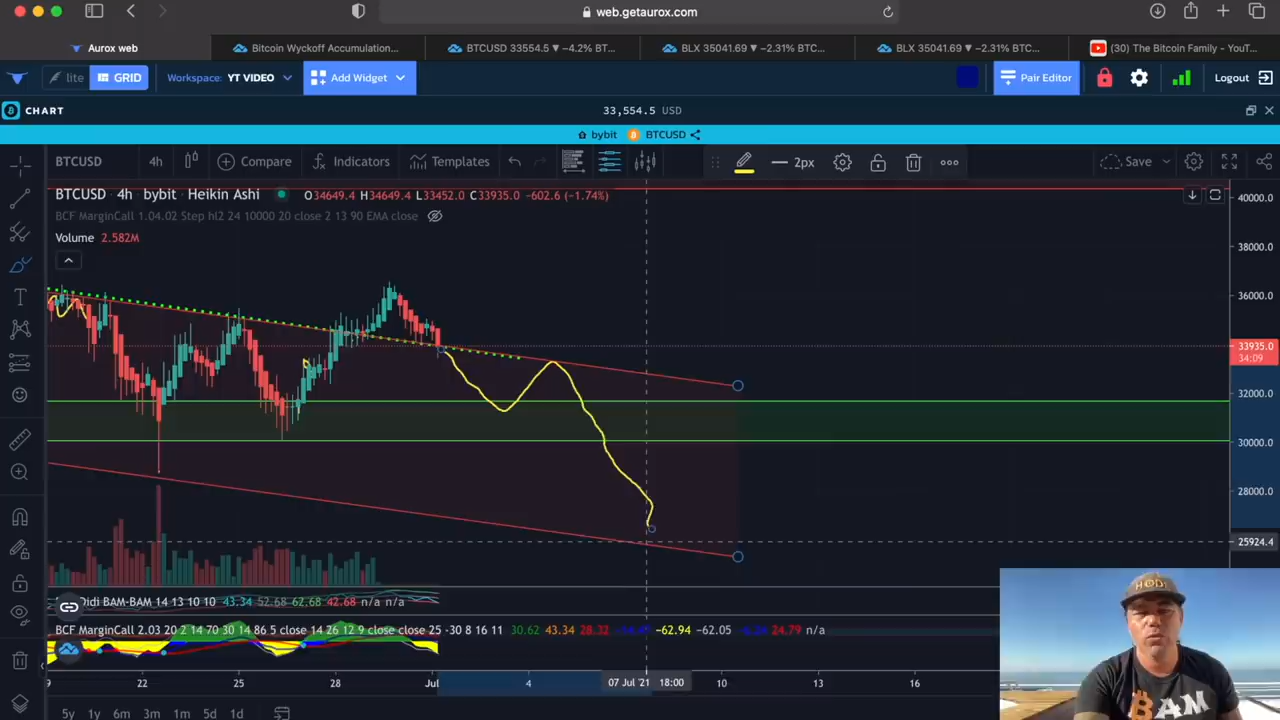 web.getaurox.com
Aurox web
Bitcoin Wyckoff Accumulation...
BTCUSD 33554.5 ▼ −4.2% BT...
BLX 35041.69 ▼ −2.31% BTC...
BLX 35041.69 ▼ −2.31% BTC...
(30) The Bitcoin Family - YouT...
lite
GRID
Workspace: YT VIDEO
Add Widget
Pair Editor
Logout
CHART
33,554.5 USD
bybit BTCUSD
BTCUSD 4h Compare Indicators Templates 2px Save
BTCUSD 4h bybit Heikin Ashi O34649.4 H34649.4 L33452.0 C33935.0 −602.6 (−1.74%)
BCF MarginCall 1.04.02 Step hl2 24 10000 20 close 2 13 90 EMA close
Volume 2.582M
40000.0
38000.0
36000.0
33935.0
34:09
32000.0
30000.0
28000.0
25924.4
Didi BAM-BAM 14 13 10 10 43.34 52.68 62.68 42.68 n/a n/a
BCF MarginCall 2.03 20 2 14 70 30 14 86 5 close 14 26 12 9 close close 25 -30 8 16 11 30.62 43.34 28.32 −62.94 −62.05 24.79 n/a
9 22 25 28 Jul 4 07 Jul '21 18:00 10 13 16
5y 1y 6m 3m 1m 5d 1d
HOD
BAM